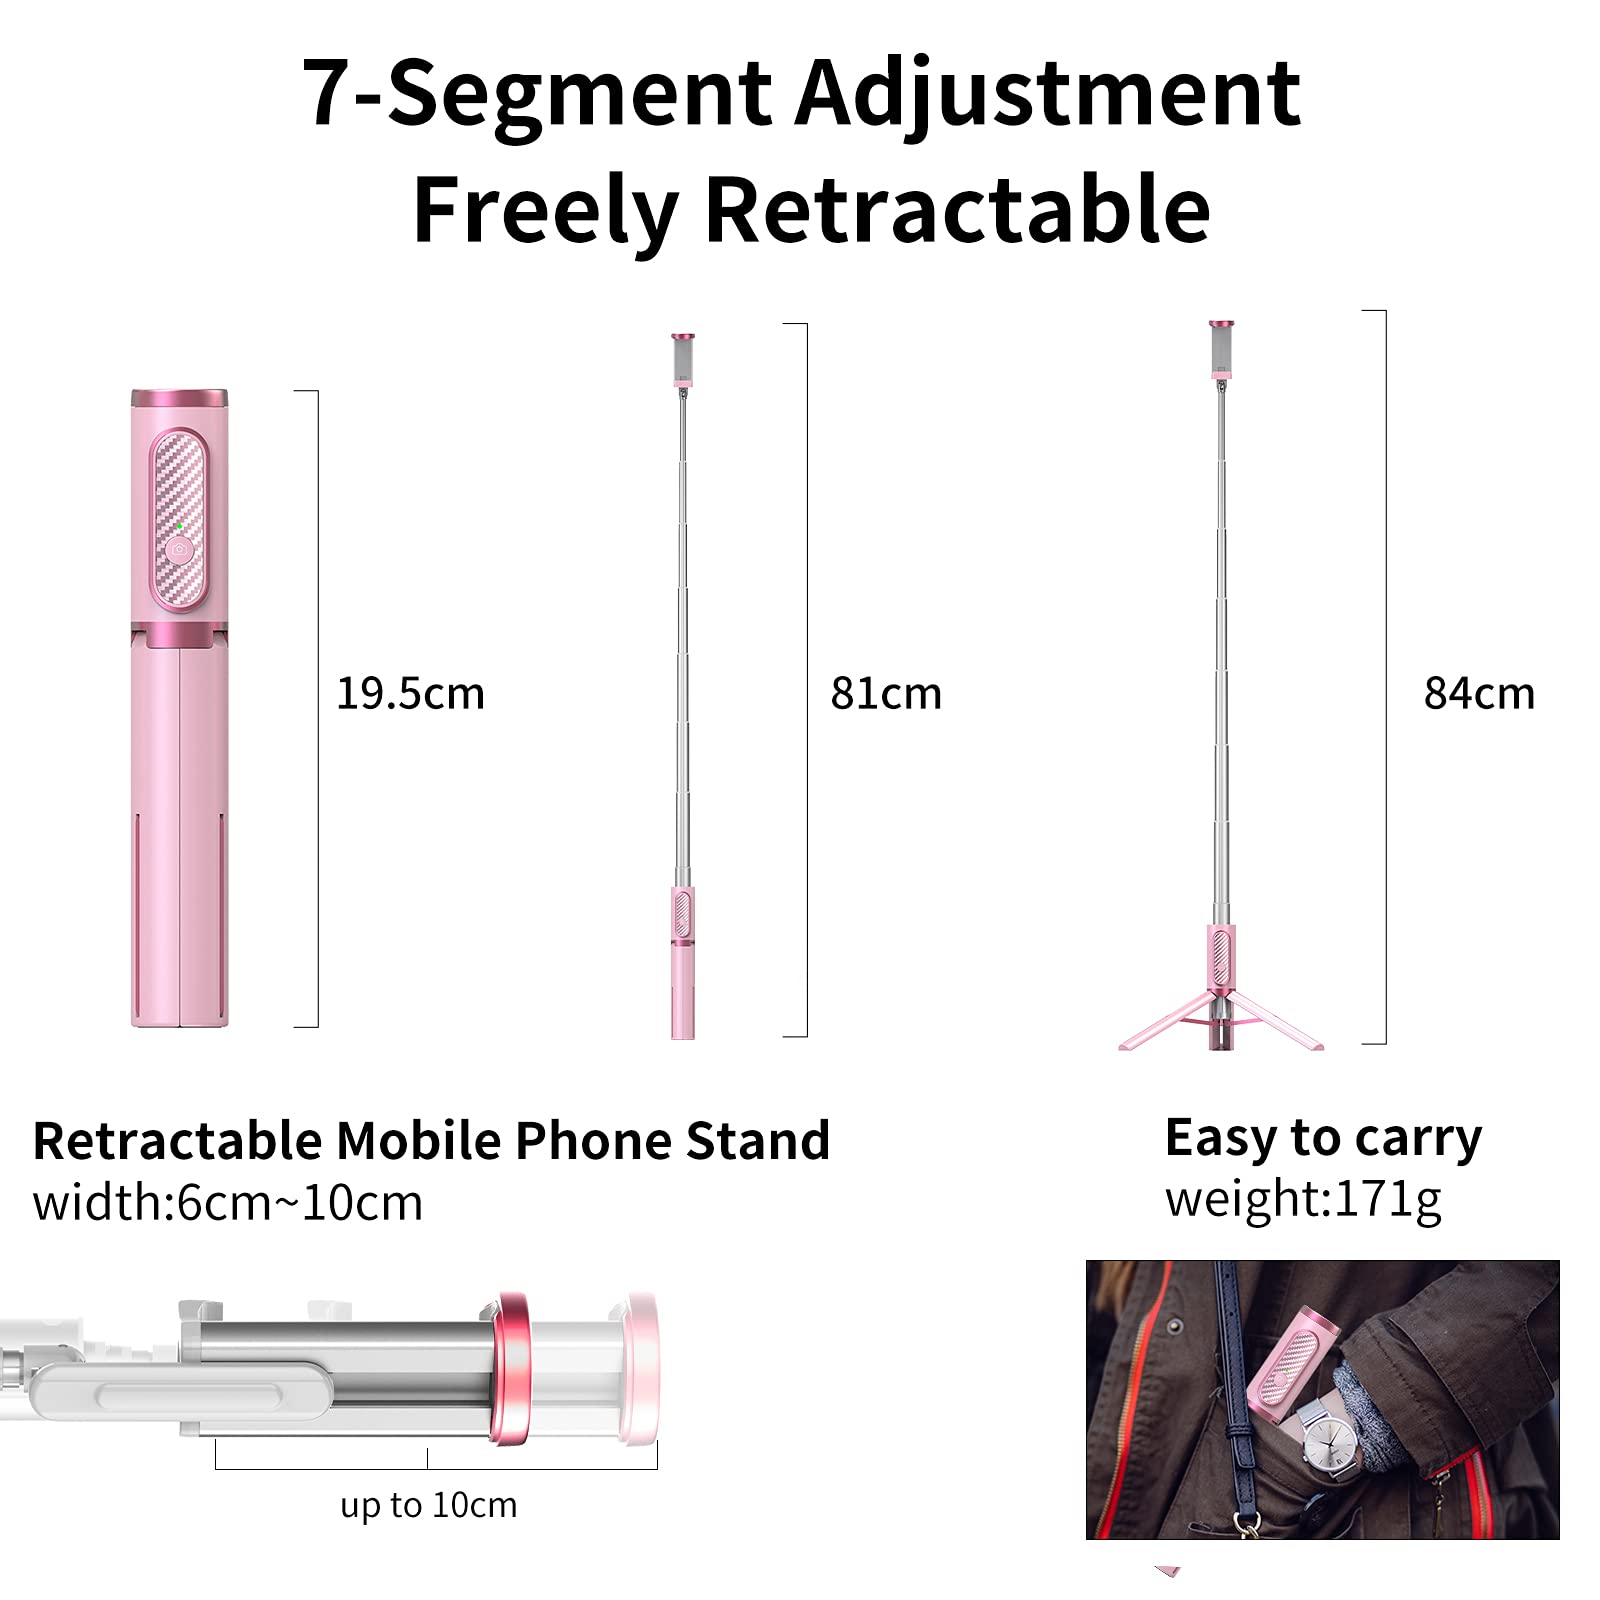 7-Segment Adjustment
Freely Retractable
19.5cm
81cm
84cm
Retractable Mobile Phone Stand
width:6cm~10cm
up to 10cm
Easy to carry
weight:171g